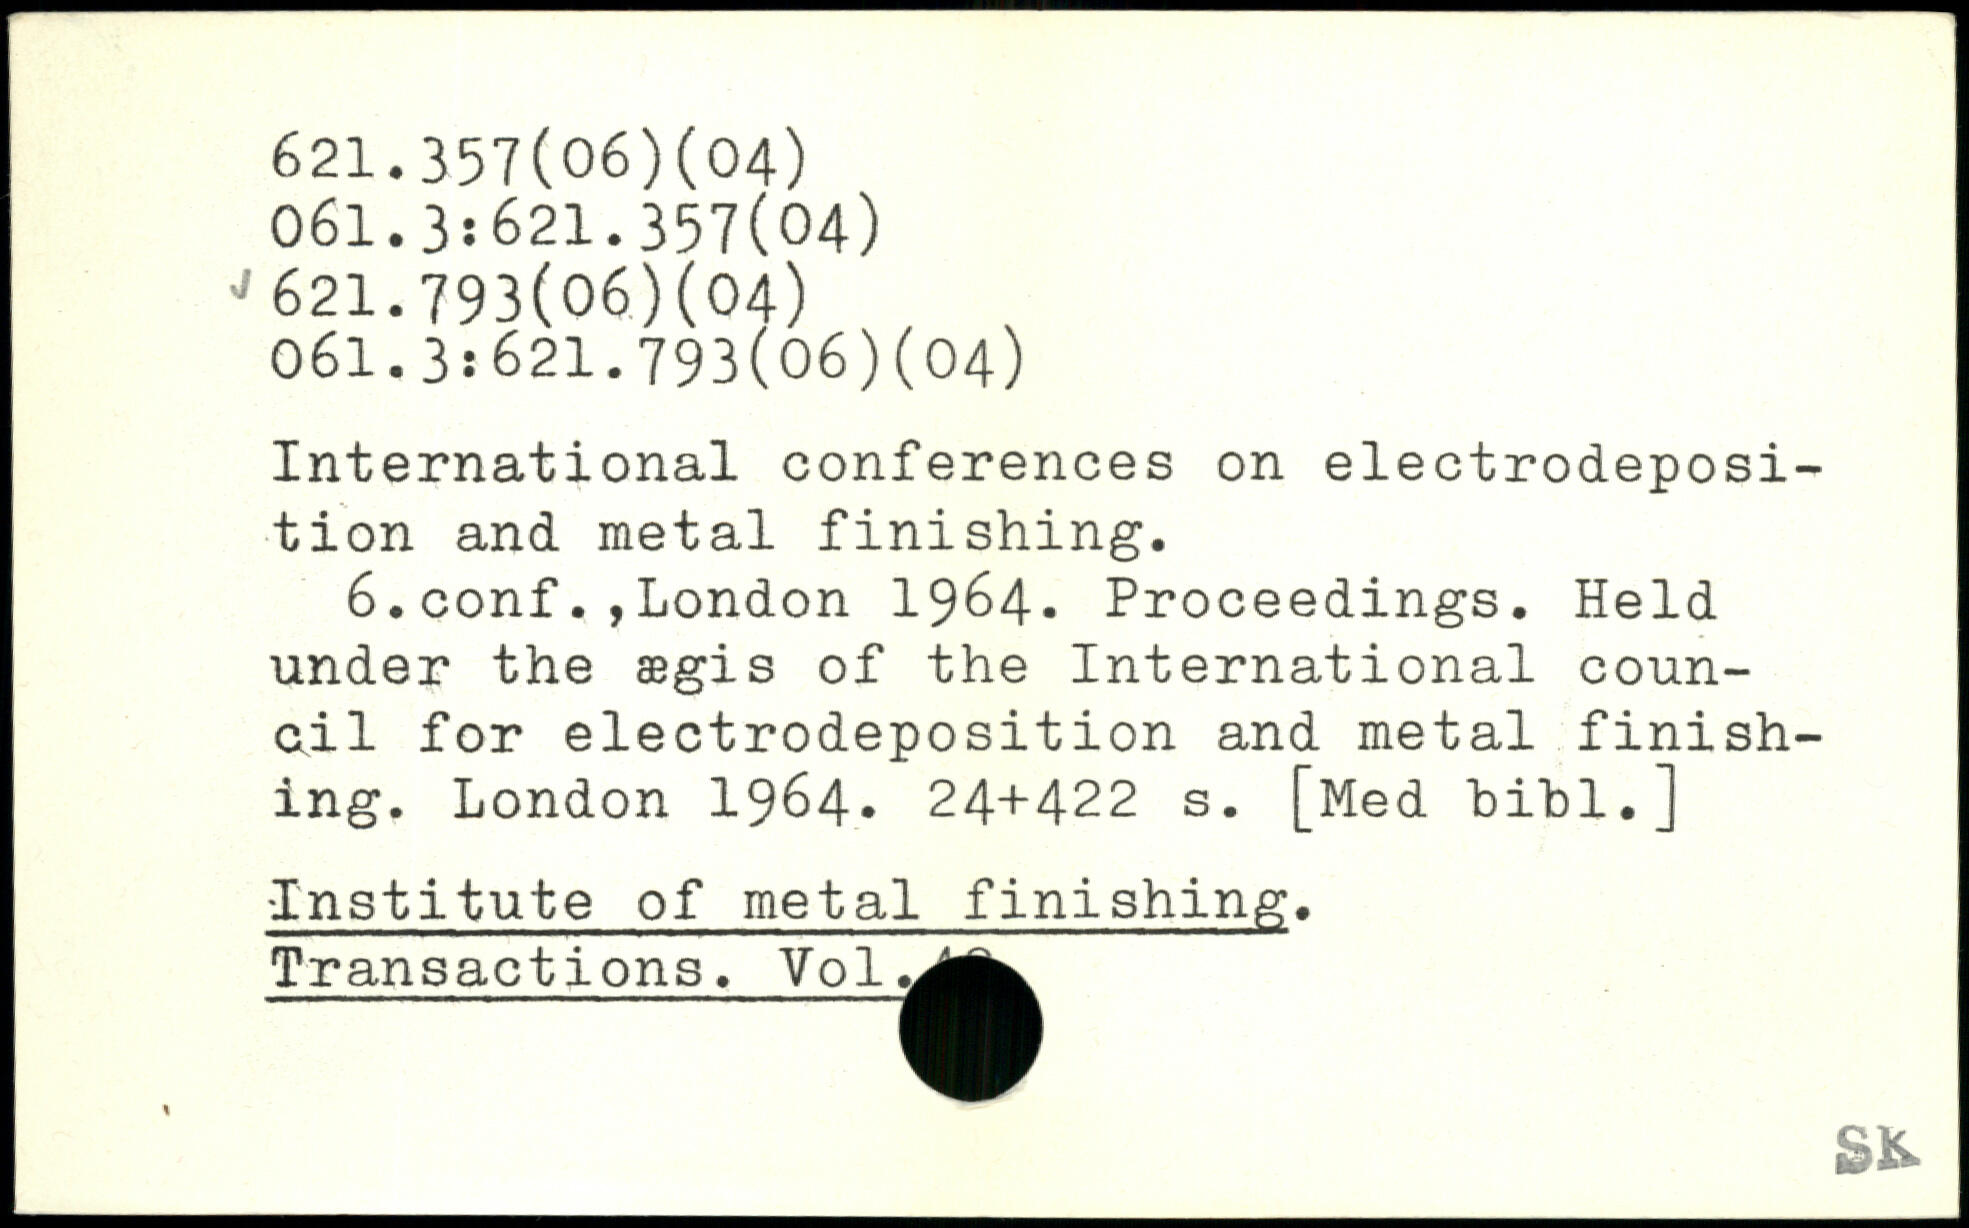 621.357(06)(04)
061.3:621.357(04)
✓ 621.793(06)(04)
061.3:621.793(06)(04)
International conferences on electrodeposi-
tion and metal finishing.
6.conf.,London 1964. Proceedings. Held
under the ægis of the International coun-
cil for electrodeposition and metal finish-
ing. London 1964. 24+422 s. [Med bibl.]
Institute of metal finishing.
Transactions. Vol.
SK